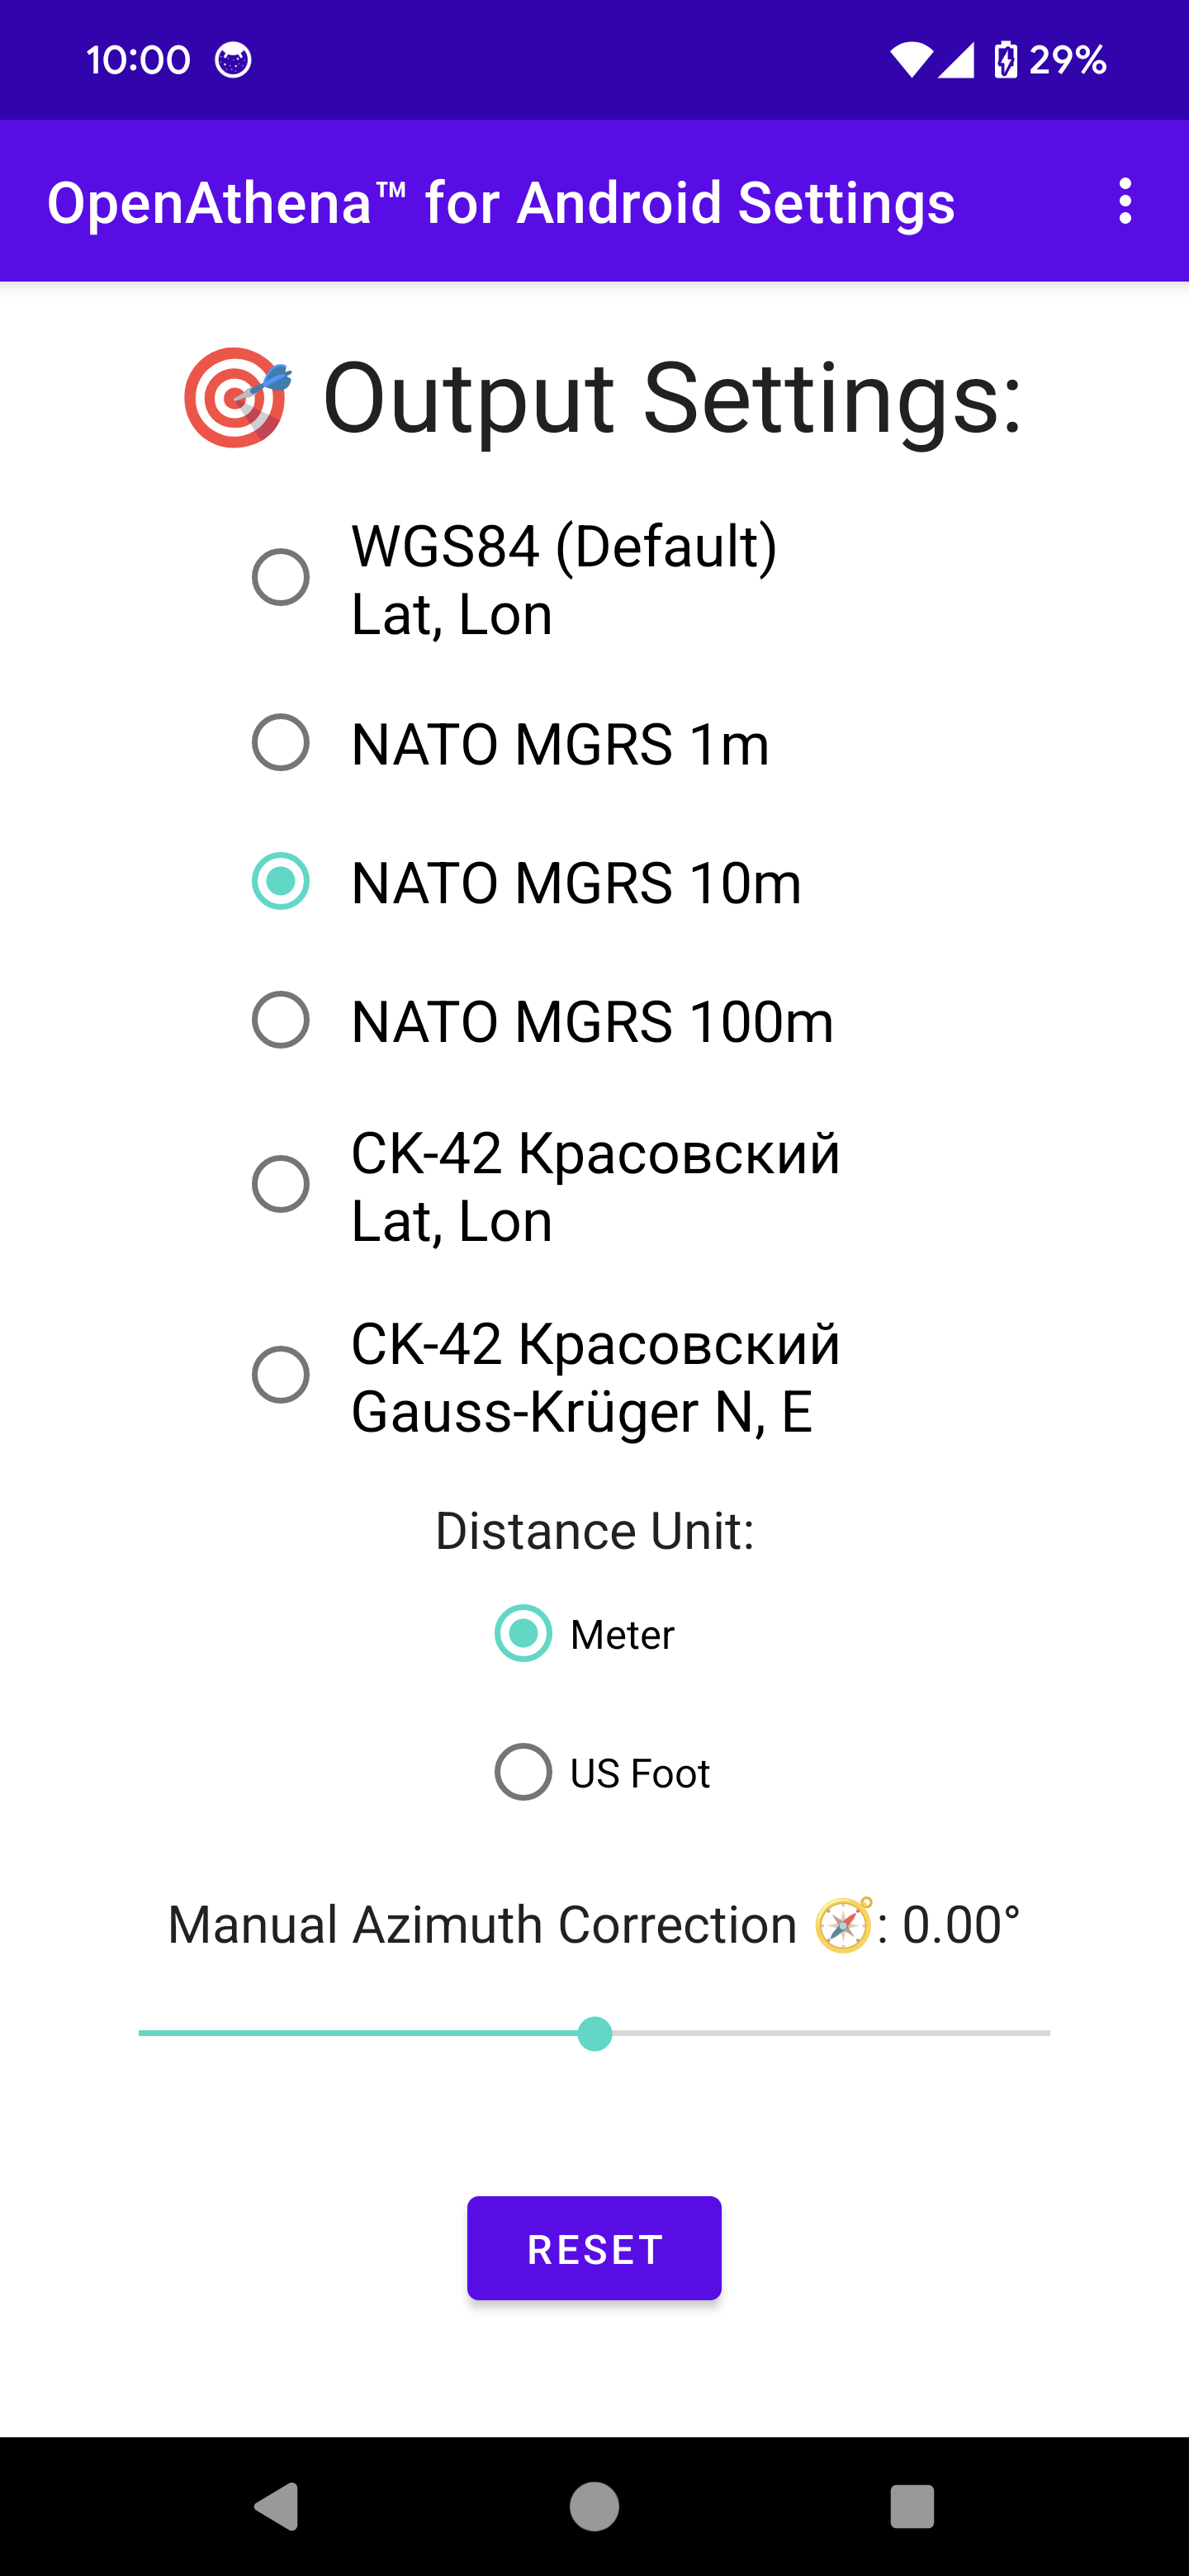 10:00 29%
OpenAthena™ for Android Settings
🎯 Output Settings:
WGS84 (Default)
Lat, Lon
NATO MGRS 1m
NATO MGRS 10m
NATO MGRS 100m
CK-42 Красовский
Lat, Lon
CK-42 Красовский
Gauss-Krüger N, E
Distance Unit:
Meter
US Foot
Manual Azimuth Correction 🧭: 0.00°
RESET